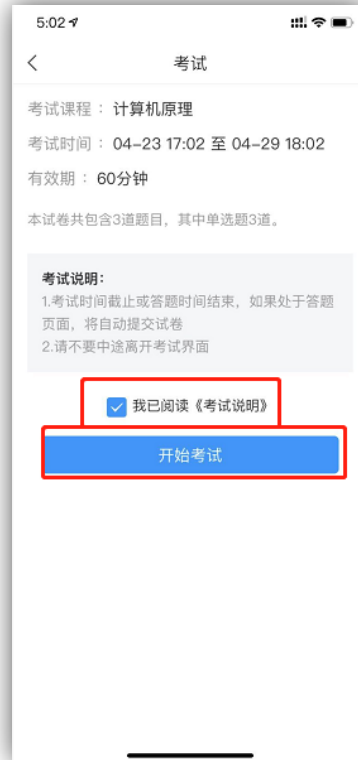 5:02
考试
考试课程：计算机原理
考试时间：04-23 17:02 至 04-29 18:02
有效期：60分钟
本试卷共包含3道题目，其中单选题3道。
考试说明：
1.考试时间截止或答题时间结束，如果处于答题
页面，将自动提交试卷
2.请不要中途离开考试界面
我已阅读《考试说明》
开始考试